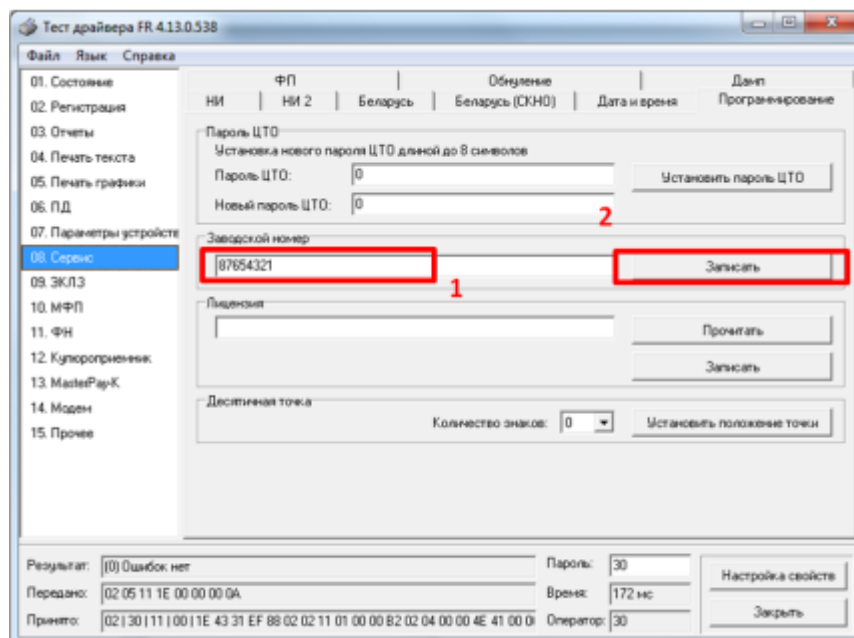 Тест драйвера FR 4.13.0.538
Файл Язык Справка
01. Состояние
02. Регистрация
03. Отчеты
04. Печать текста
05. Печать графики
06. ПД
07. Параметры устройств
08. Сервис
09. ЭКЛЗ
10. МФП
11. ФН
12. Купюроприемник
13. MasterPay-K
14. Модем
15. Прочее
ФП Обнуление Дамп
НИ НИ 2 Беларусь Беларусь (СКНО) Дата и время Программирование
Пароль ЦТО
Установка нового пароля ЦТО длиной до 8 символов
Пароль ЦТО: 0 Установить пароль ЦТО
Новый пароль ЦТО: 0
2
Заводской номер
87654321 Записать
1
Лицензия
Прочитать
Записать
Десятичная точка
Количество знаков: 0 Установить положение точки
Результат: (0) Ошибок нет Пароль: 30 Настройка свойств
Передано: 02 05 11 1E 00 00 00 0A Время: 172 мс
Принято: 02 | 30 | 11 | 00 | 1E 43 31 EF 88 02 02 11 01 00 00 B2 02 04 00 00 4E 41 00 0 Оператор: 30 Закрыть